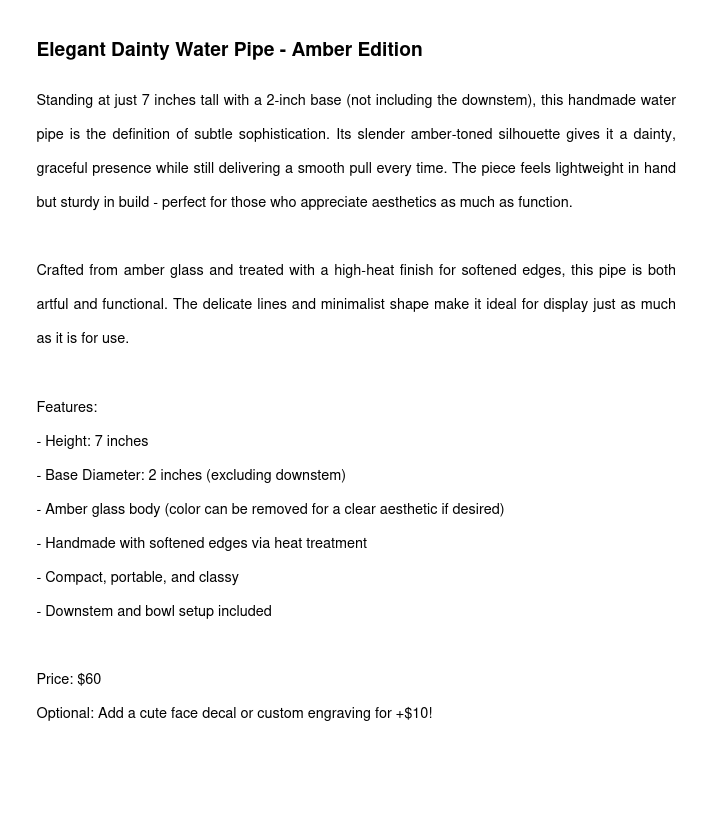 Elegant Dainty Water Pipe - Amber Edition
Standing at just 7 inches tall with a 2-inch base (not including the downstem), this handmade water
pipe is the definition of subtle sophistication. Its slender amber-toned silhouette gives it a dainty,
graceful presence while still delivering a smooth pull every time. The piece feels lightweight in hand
but sturdy in build - perfect for those who appreciate aesthetics as much as function.
Crafted from amber glass and treated with a high-heat finish for softened edges, this pipe is both
artful and functional. The delicate lines and minimalist shape make it ideal for display just as much
as it is for use.
Features:
- Height: 7 inches
- Base Diameter: 2 inches (excluding downstem)
- Amber glass body (color can be removed for a clear aesthetic if desired)
- Handmade with softened edges via heat treatment
- Compact, portable, and classy
- Downstem and bowl setup included
Price: $60
Optional: Add a cute face decal or custom engraving for +$10!